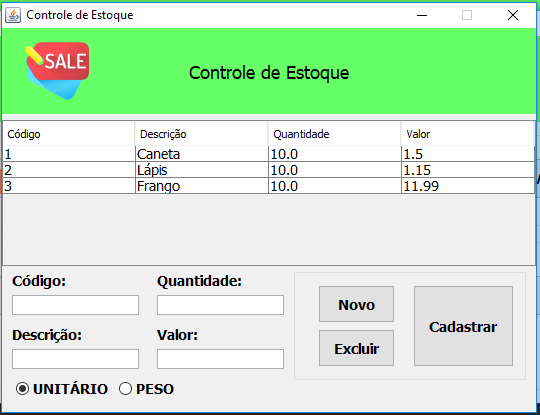 Controle de Estoque
SALE
Controle de Estoque
Código Descrição Quantidade Valor
1 Caneta 10.0 1.5
2 Lápis 10.0 1.15
3 Frango 10.0 11.99
Código: Quantidade:
Novo
Cadastrar
Descrição: Valor:
Excluir
UNITÁRIO PESO